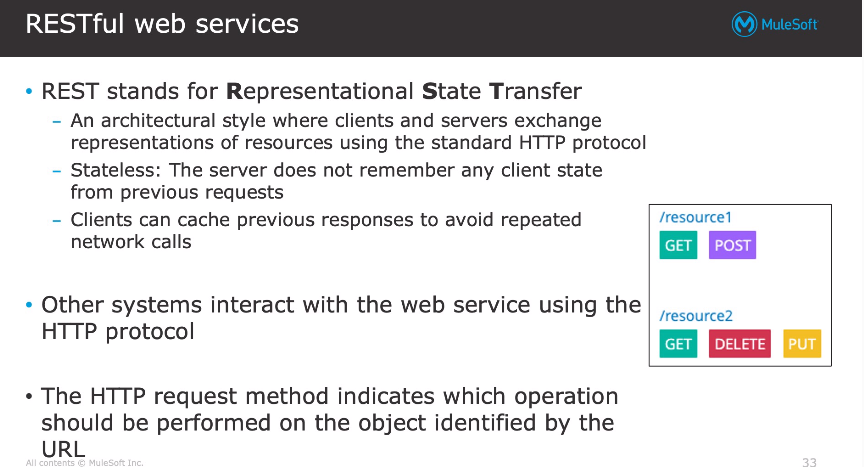 RESTful web services
MuleSoft
• REST stands for Representational State Transfer
– An architectural style where clients and servers exchange
representations of resources using the standard HTTP protocol
– Stateless: The server does not remember any client state
from previous requests
– Clients can cache previous responses to avoid repeated
network calls
• Other systems interact with the web service using the
HTTP protocol
• The HTTP request method indicates which operation
should be performed on the object identified by the
URL
/resource1
GET POST
/resource2
GET DELETE PUT
All contents © MuleSoft Inc.
33